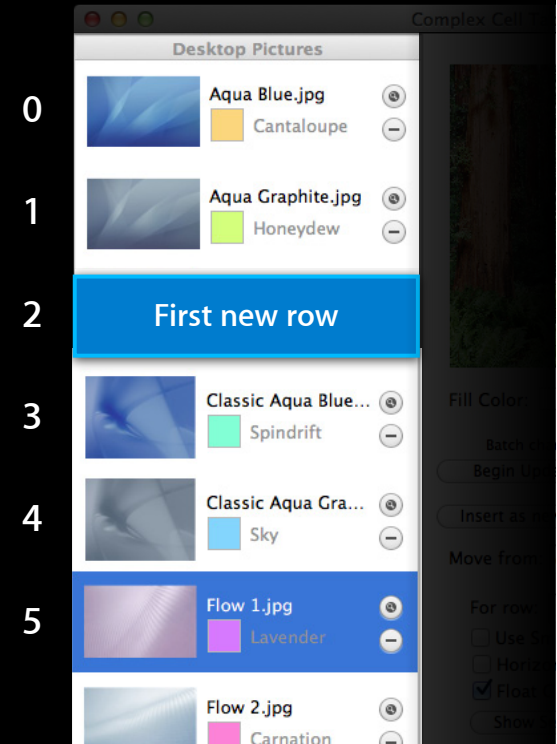 Complex Cell T
Desktop Pictures
0
Aqua Blue.jpg
Cantaloupe
1
Aqua Graphite.jpg
Honeydew
2
First new row
3
Classic Aqua Blue...
Spindrift
Fill Color:
Batch
Begin Up
4
Classic Aqua Gra...
Sky
Insert as
Move from
5
Flow 1.jpg
Lavender
For row
Use
Horiz
Float
Flow 2.jpg
Carnation
Show